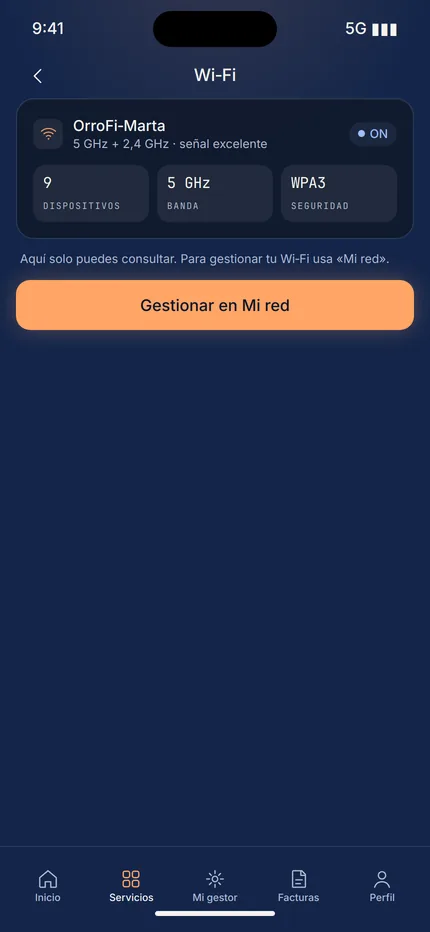 9:41
5G
Wi-Fi
OrroFi-Marta
5 GHz + 2,4 GHz · señal excelente
ON
9
DISPOSITIVOS
5 GHz
BANDA
WPA3
SEGURIDAD
Aquí solo puedes consultar. Para gestionar tu Wi-Fi usa «Mi red».
Gestionar en Mi red
Inicio
Servicios
Mi gestor
Facturas
Perfil